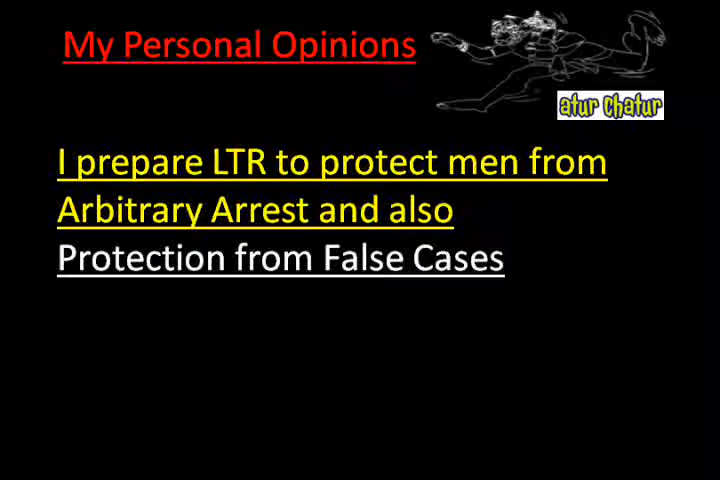 My Personal Opinions
atur chatur
I prepare LTR to protect men from
Arbitrary Arrest and also
Protection from False Cases